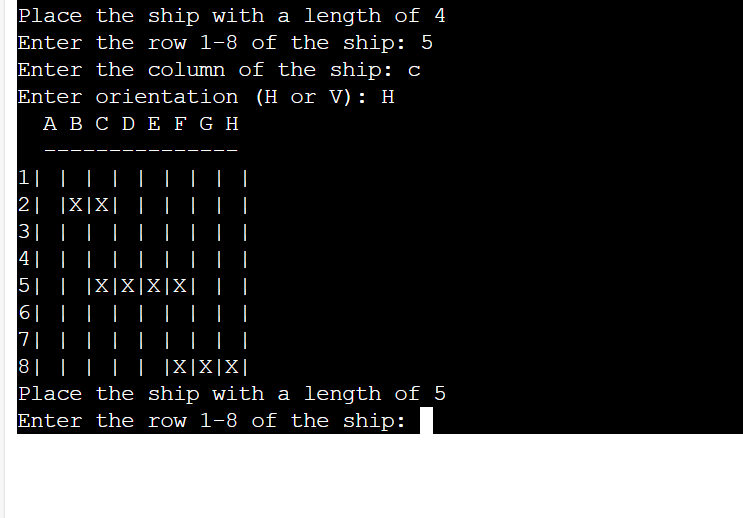 Place the ship with a length of 4
Enter the row 1-8 of the ship: 5
Enter the column of the ship: c
Enter orientation (H or V): H
  A B C D E F G H
  ---------------
1| | | | | | | | |
2| |X|X| | | | | |
3| | | | | | | | |
4| | | | | | | | |
5| | |X|X|X|X| | |
6| | | | | | | | |
7| | | | | | | | |
8| | | | | |X|X|X|
Place the ship with a length of 5
Enter the row 1-8 of the ship: